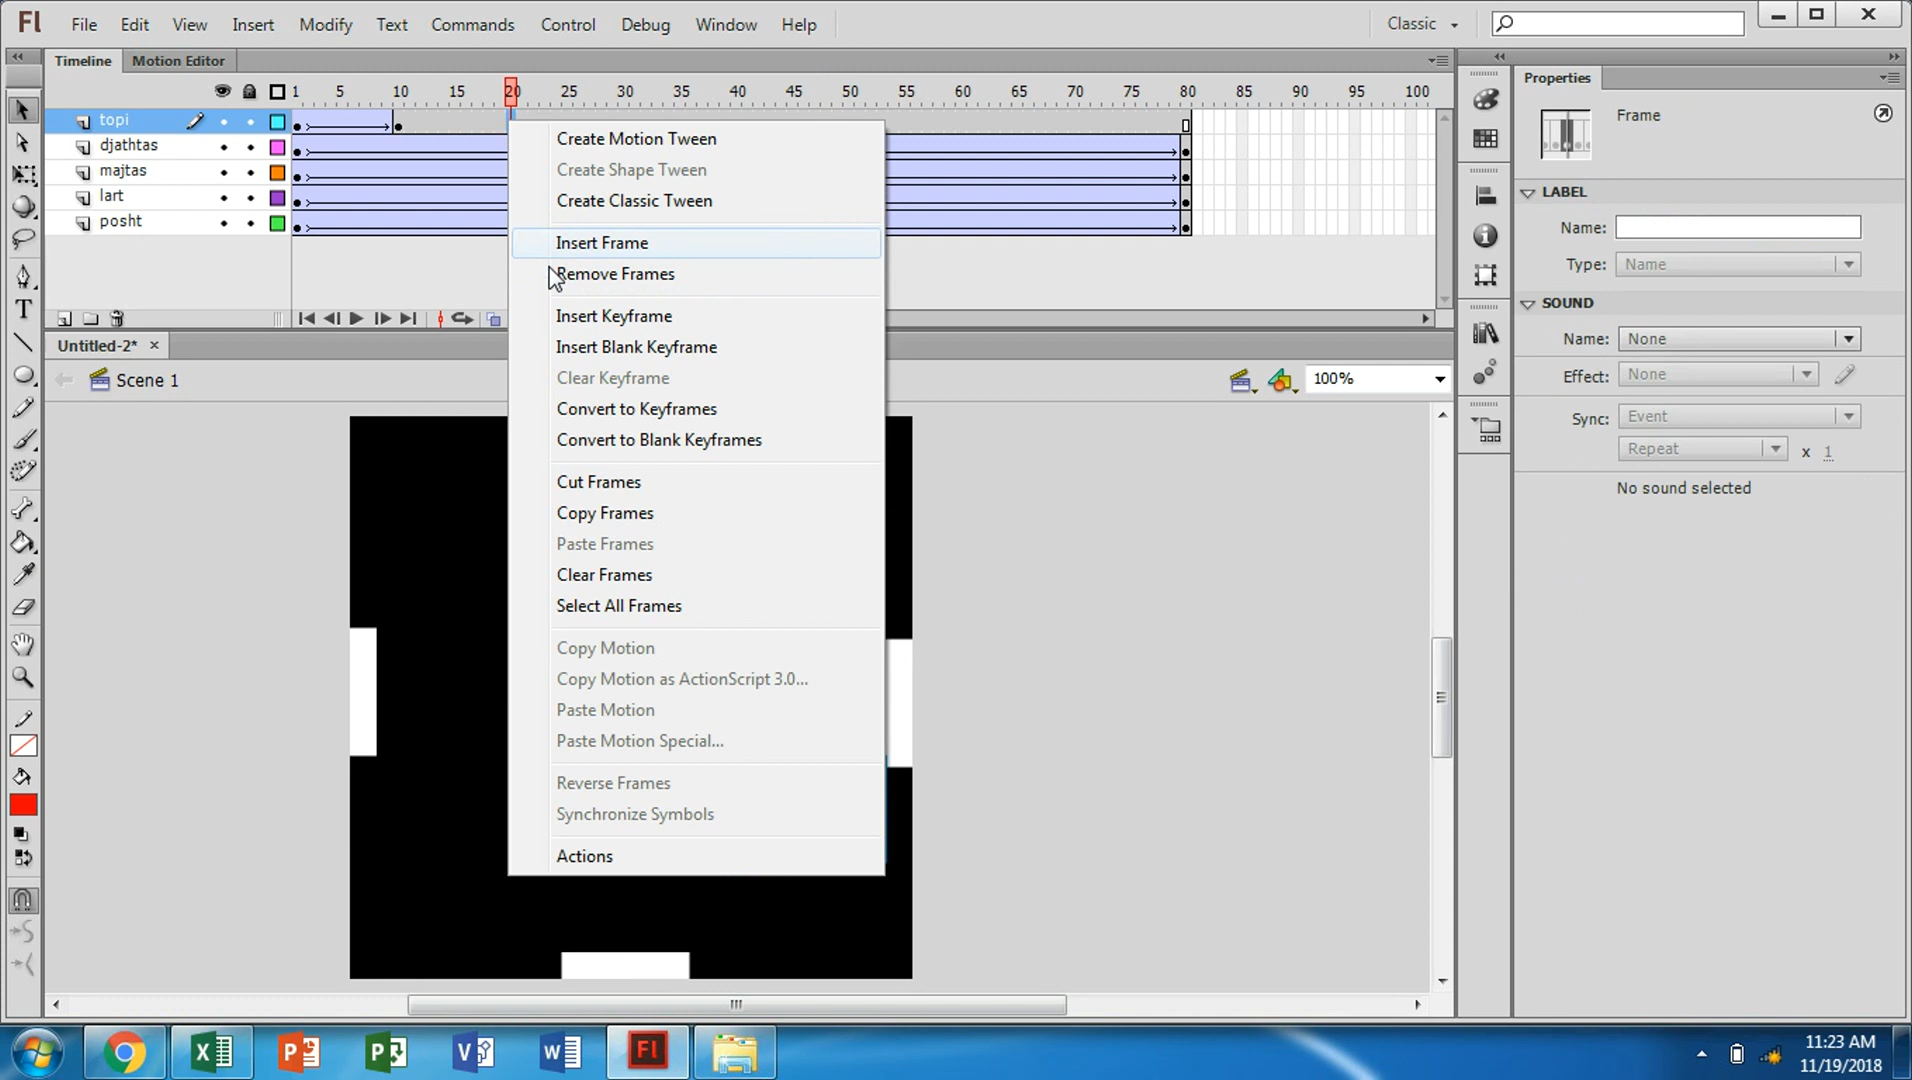 Fl File Edit View Insert Modify Text Commands Control Debug Window Help Classic
Timeline Motion Editor
1 5 10 15 20 25 30 35 40 45 50 55 60 65 70 75 80 85 90 95 100
topi
djathtas
majtas
lart
posht
Create Motion Tween
Create Shape Tween
Create Classic Tween
Insert Frame
Remove Frames
Insert Keyframe
Insert Blank Keyframe
Clear Keyframe
Convert to Keyframes
Convert to Blank Keyframes
Cut Frames
Copy Frames
Paste Frames
Clear Frames
Select All Frames
Copy Motion
Copy Motion as ActionScript 3.0...
Paste Motion
Paste Motion Special...
Reverse Frames
Synchronize Symbols
Actions
Untitled-2*
Scene 1
100%
Properties
Frame
LABEL
Name:
Type: Name
SOUND
Name: None
Effect: None
Sync: Event
Repeat x 1
No sound selected
X P P V W Fl
11:23 AM
11/19/2018